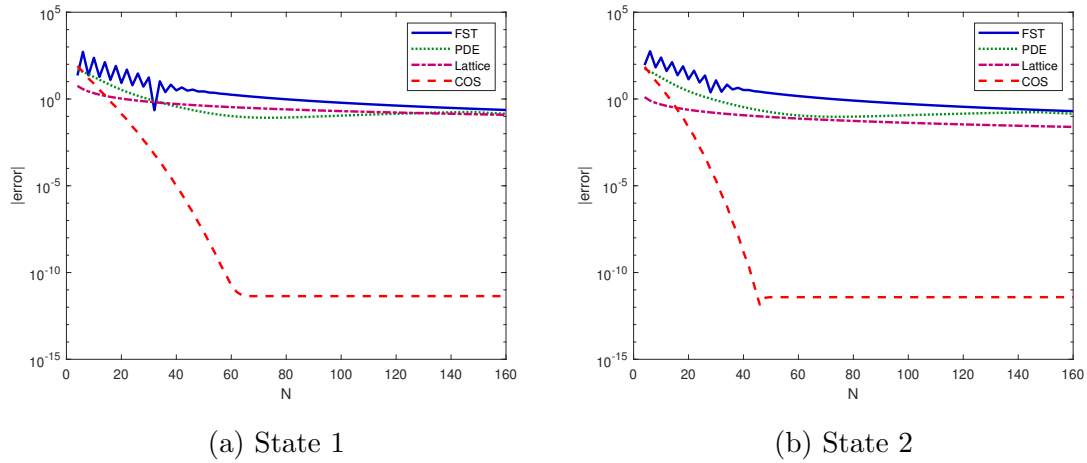 10^5
10^0
10^-5
10^-10
10^-15
|error|
0 20 40 60 80 100 120 140 160
N
FST
PDE
Lattice
COS
(a) State 1
10^5
10^0
10^-5
10^-10
10^-15
|error|
0 20 40 60 80 100 120 140 160
N
FST
PDE
Lattice
COS
(b) State 2